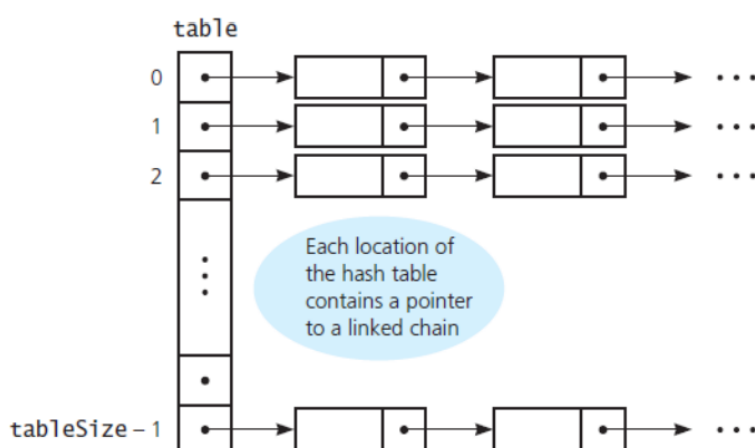 table
0
1
2
Each location of
the hash table
contains a pointer
to a linked chain
tableSize – 1